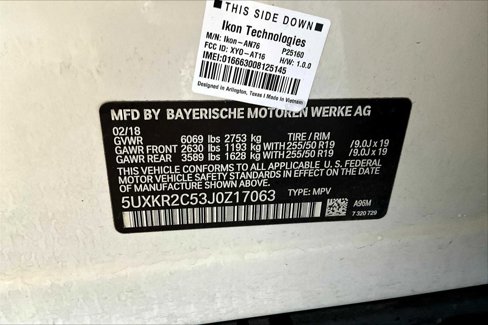 THIS SIDE DOWN
Ikon Technologies
M/N: Ikon-AN76 P25160
FCC ID: XYO-AT16 H/W: 1.0.0
IMEI:016663008125145
Designed in Arlington, Texas | Made in Vietnam
MFD BY BAYERISCHE MOTOREN WERKE AG
02/18
GVWR 6069 lbs 2753 kg TIRE / RIM
GAWR FRONT 2630 lbs 1193 kg 255/50 R19 /9.0J x 19
GAWR REAR 3589 lbs 1628 kg 255/50 R19 /9.0J x 19
THIS VEHICLE CONFORMS TO ALL APPLICABLE U.S. FEDERAL
MOTOR VEHICLE SAFETY STANDARDS IN EFFECT ON THE
DATE OF MANUFACTURE SHOWN ABOVE.
5UXKR2C53J0Z17063 TYPE: MPV
A96M
7 320 729